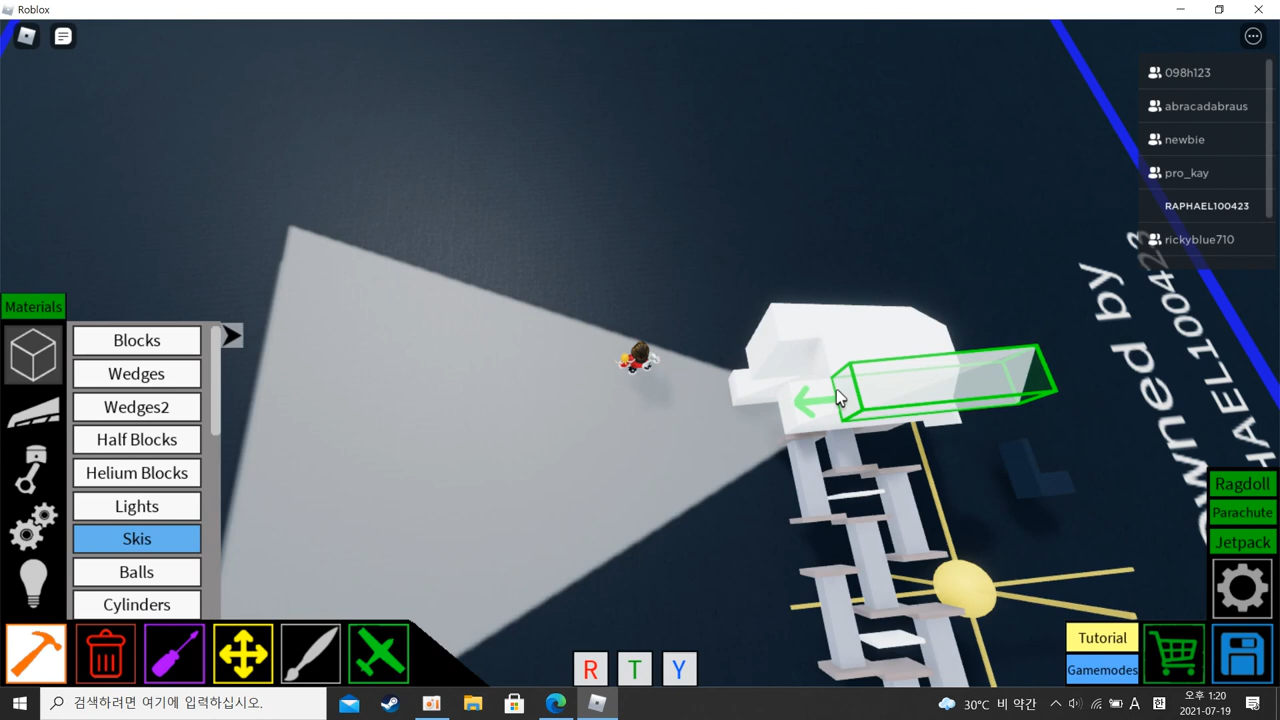 Roblox
098h123
abracadabraus
newbie
pro_kay
RAPHAEL100423
rickyblue710
Owned by
RAPHAEL100423
Materials
Blocks
Wedges
Wedges2
Half Blocks
Helium Blocks
Lights
Skis
Balls
Cylinders
Ragdoll
Parachute
Jetpack
Tutorial
Gamemodes
R T Y
검색하려면 여기에 입력하십시오.
30°C 비 약간
A
한
오후 1:20
2021-07-19